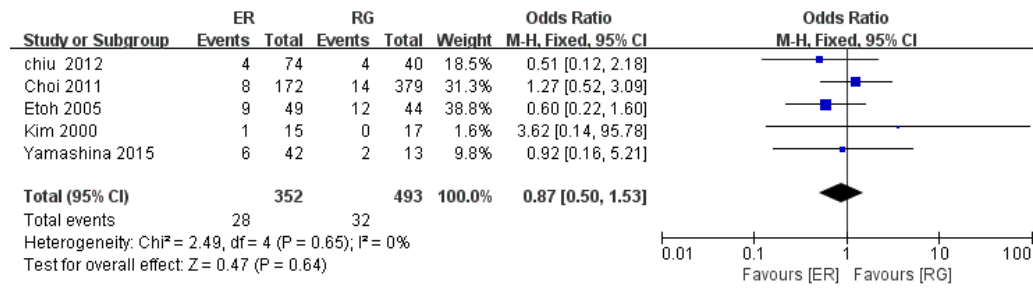 ER RG Odds Ratio Odds Ratio
Study or Subgroup Events Total Events Total Weight M-H, Fixed, 95% CI M-H, Fixed, 95% CI
chiu 2012 4 74 4 40 18.5% 0.51 [0.12, 2.18]
Choi 2011 8 172 14 379 31.3% 1.27 [0.52, 3.09]
Etoh 2005 9 49 12 44 38.8% 0.60 [0.22, 1.60]
Kim 2000 1 15 0 17 1.6% 3.62 [0.14, 95.78]
Yamashina 2015 6 42 2 13 9.8% 0.92 [0.16, 5.21]
Total (95% CI) 352 493 100.0% 0.87 [0.50, 1.53]
Total events 28 32
Heterogeneity: Chi² = 2.49, df = 4 (P = 0.65); I² = 0%
Test for overall effect: Z = 0.47 (P = 0.64)
0.01 0.1 1 10 100
Favours [ER] Favours [RG]